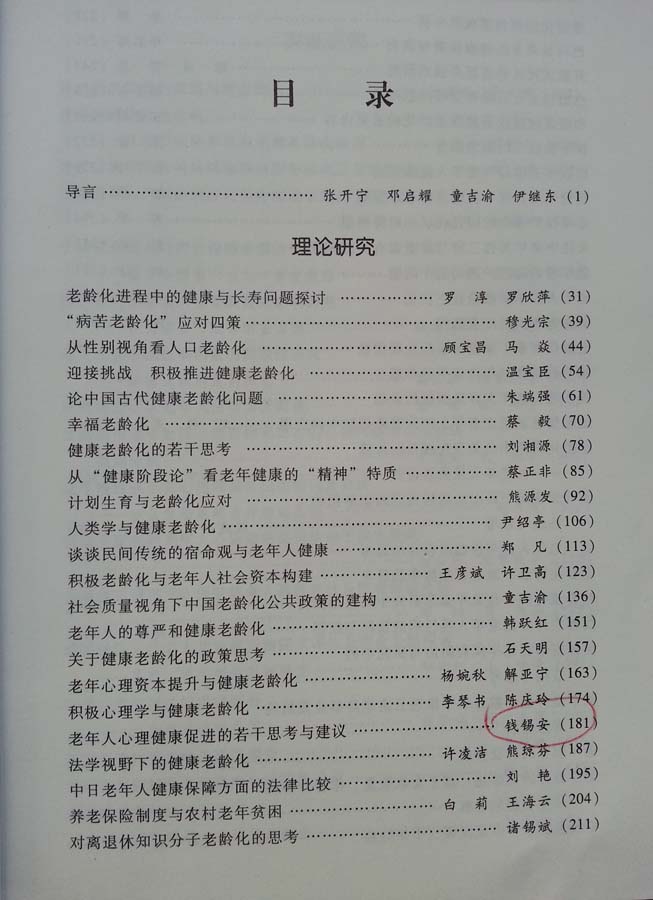 目 录
导言 …………………………………… 张开宁 邓启耀 童吉渝 伊继东 (1)
理论研究
老龄化进程中的健康与长寿问题探讨 ……………… 罗 淳 罗欣萍 (31)
“病苦老龄化”应对四策 …………………………………… 穆光宗 (39)
从性别视角看人口老龄化 ……………………… 顾宝昌 马 焱 (44)
迎接挑战 积极推进健康老龄化 ………………………… 温宝臣 (54)
论中国古代健康老龄化问题 ……………………………… 朱端强 (61)
幸福老龄化 ……………………………………………… 蔡 毅 (70)
健康老龄化的若干思考 …………………………………… 刘湘源 (78)
从“健康阶段论”看老年健康的“精神”特质 …………… 蔡正非 (85)
计划生育与老龄化应对 …………………………………… 熊源发 (92)
人类学与健康老龄化 ……………………………………… 尹绍亭 (106)
谈谈民间传统的宿命观与老年人健康 ……………………… 郑 凡 (113)
积极老龄化与老年人社会资本构建 ……………… 王彦斌 许卫高 (123)
社会质量视角下中国老龄化公共政策的建构 ……………… 童吉渝 (136)
老年人的尊严和健康老龄化 ……………………………… 韩跃红 (151)
关于健康老龄化的政策思考 ……………………………… 石天明 (157)
老年心理资本提升与健康老龄化 ………………… 杨婉秋 解亚宁 (163)
积极心理学与健康老龄化 ………………………… 李琴书 陈庆玲 (174)
老年人心理健康促进的若干思考与建议 …………………… 钱锡安 (181)
法学视野下的健康老龄化 ………………………… 许凌洁 熊琼芬 (187)
中日老年人健康保障方面的法律比较 ……………………… 刘 艳 (195)
养老保险制度与农村老年贫困 ……………………… 白 莉 王海云 (204)
对离退休知识分子老龄化的思考 …………………………… 诸锡斌 (211)